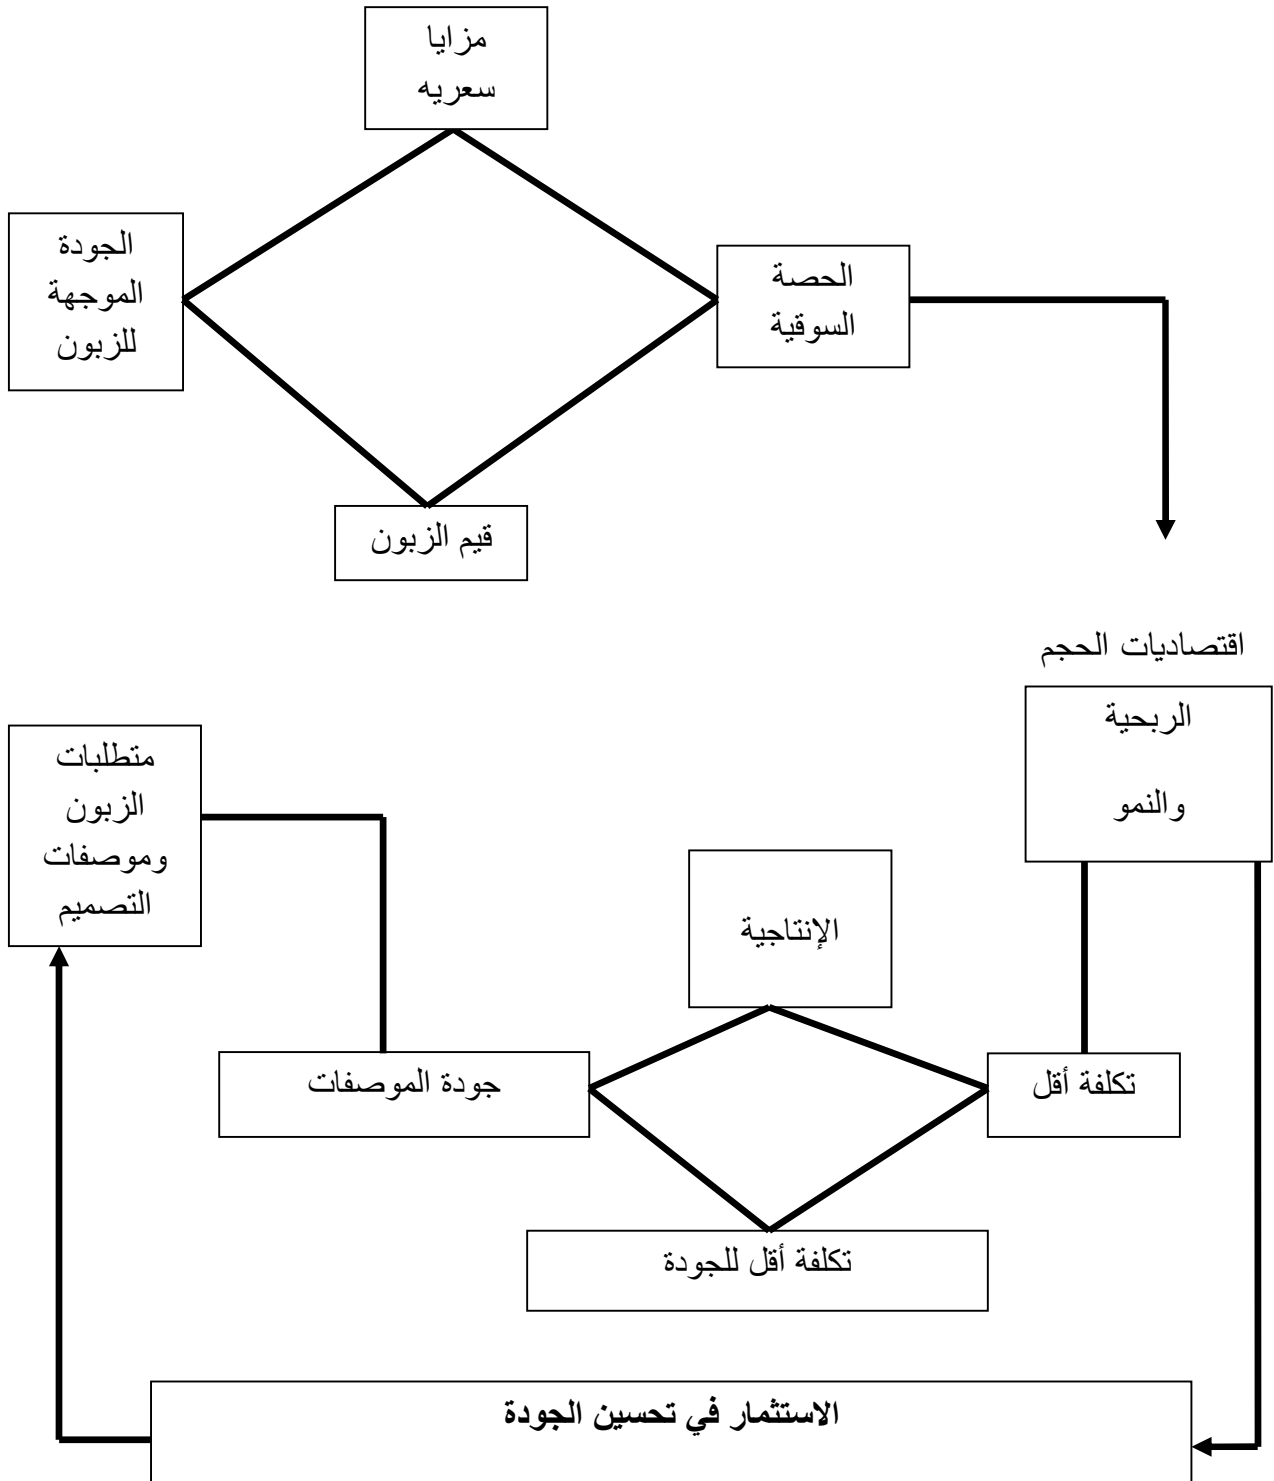 مزايا
سعريه
الجودة
الموجهة
للزبون
الحصة
السوقية
قيم الزبون
اقتصاديات الحجم
الربحية
والنمو
متطلبات
الزبون
وموصفات
التصميم
الإنتاجية
جودة الموصفات
تكلفة أقل
تكلفة أقل للجودة
الاستثمار في تحسين الجودة